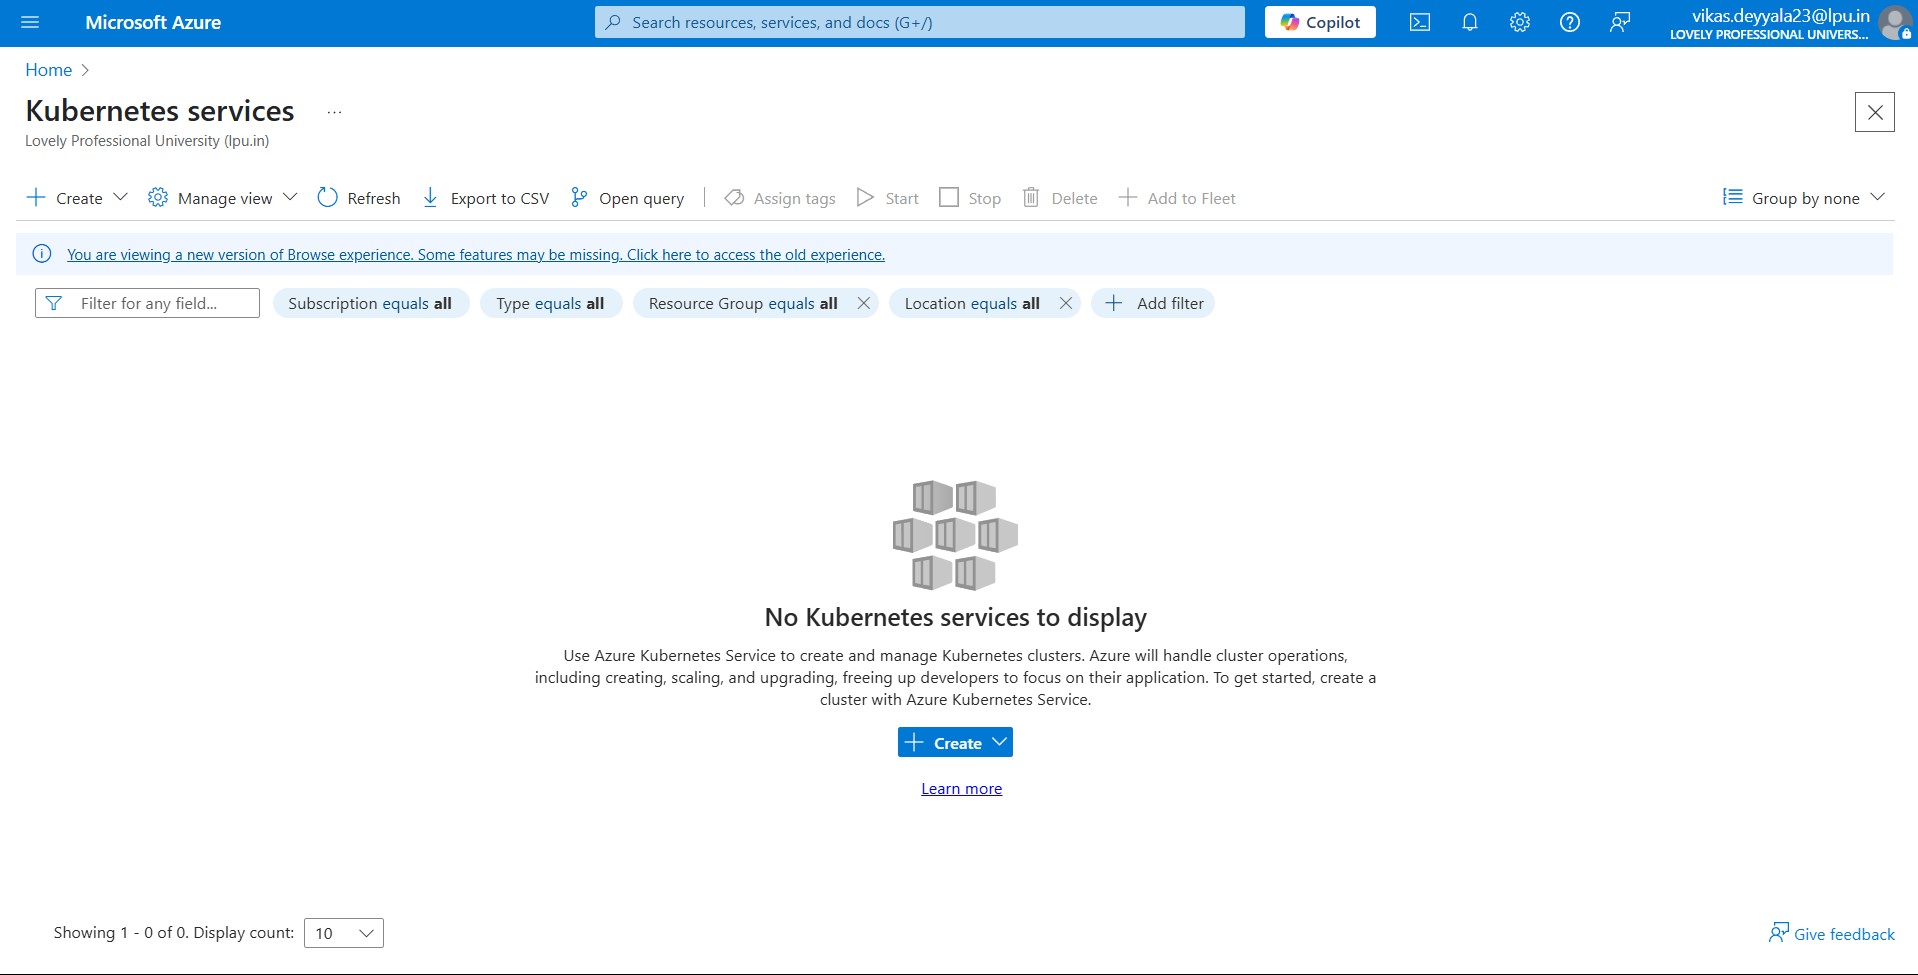 Microsoft Azure
Search resources, services, and docs (G+/)
Copilot
vikas.deyyala23@lpu.in
LOVELY PROFESSIONAL UNIVERS...
Home
Kubernetes services ...
Lovely Professional University (lpu.in)
Create Manage view Refresh Export to CSV Open query Assign tags Start Stop Delete Add to Fleet Group by none
You are viewing a new version of Browse experience. Some features may be missing. Click here to access the old experience.
Filter for any field... Subscription equals all Type equals all Resource Group equals all Location equals all Add filter
No Kubernetes services to display
Use Azure Kubernetes Service to create and manage Kubernetes clusters. Azure will handle cluster operations,
including creating, scaling, and upgrading, freeing up developers to focus on their application. To get started, create a
cluster with Azure Kubernetes Service.
Create
Learn more
Showing 1 - 0 of 0. Display count: 10
Give feedback